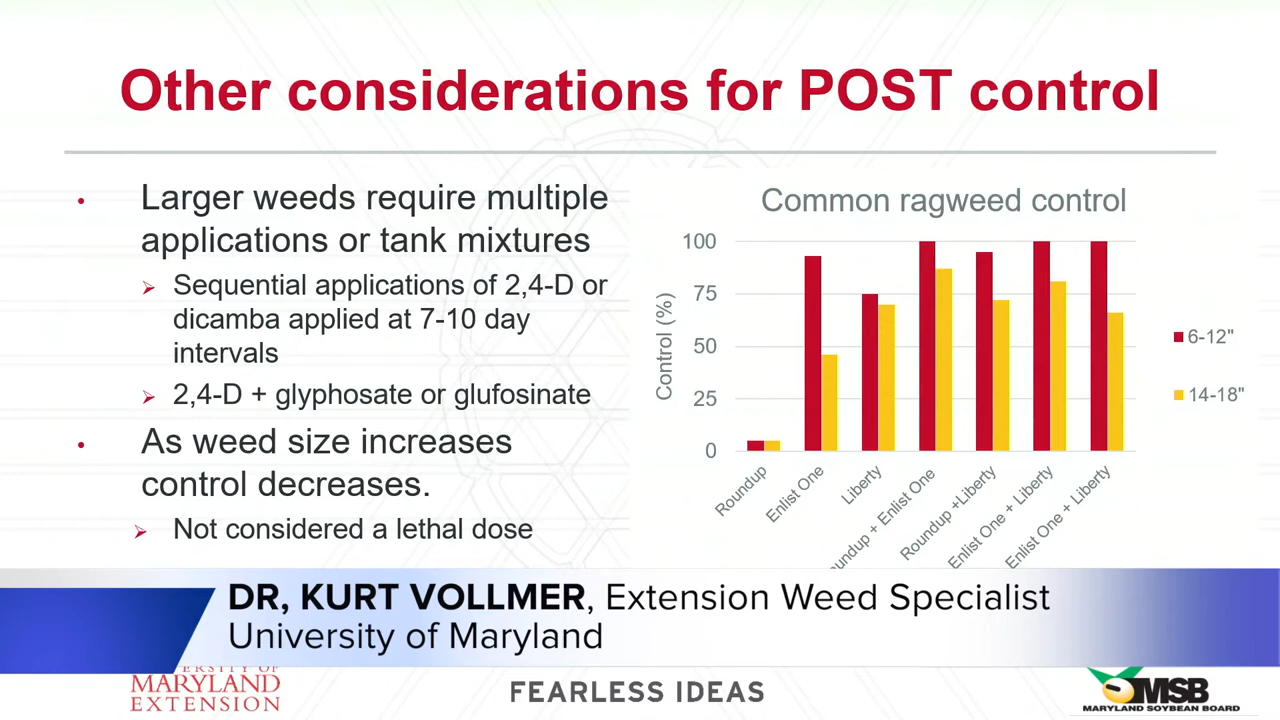 Other considerations for POST control
• Larger weeds require multiple
applications or tank mixtures
Sequential applications of 2,4-D or
dicamba applied at 7-10 day
intervals
2,4-D + glyphosate or glufosinate
• As weed size increases
control decreases.
Not considered a lethal dose
Common ragweed control
Control (%)
100
75
50
25
0
Roundup
Enlist One
Liberty
+ Enlist One
Roundup +Liberty
Enlist One + Liberty
Enlist One + Liberty
6-12"
14-18"
DR, KURT VOLLMER, Extension Weed Specialist
University of Maryland
MARYLAND
EXTENSION
FEARLESS IDEAS
MSB
MARYLAND SOYBEAN BOARD